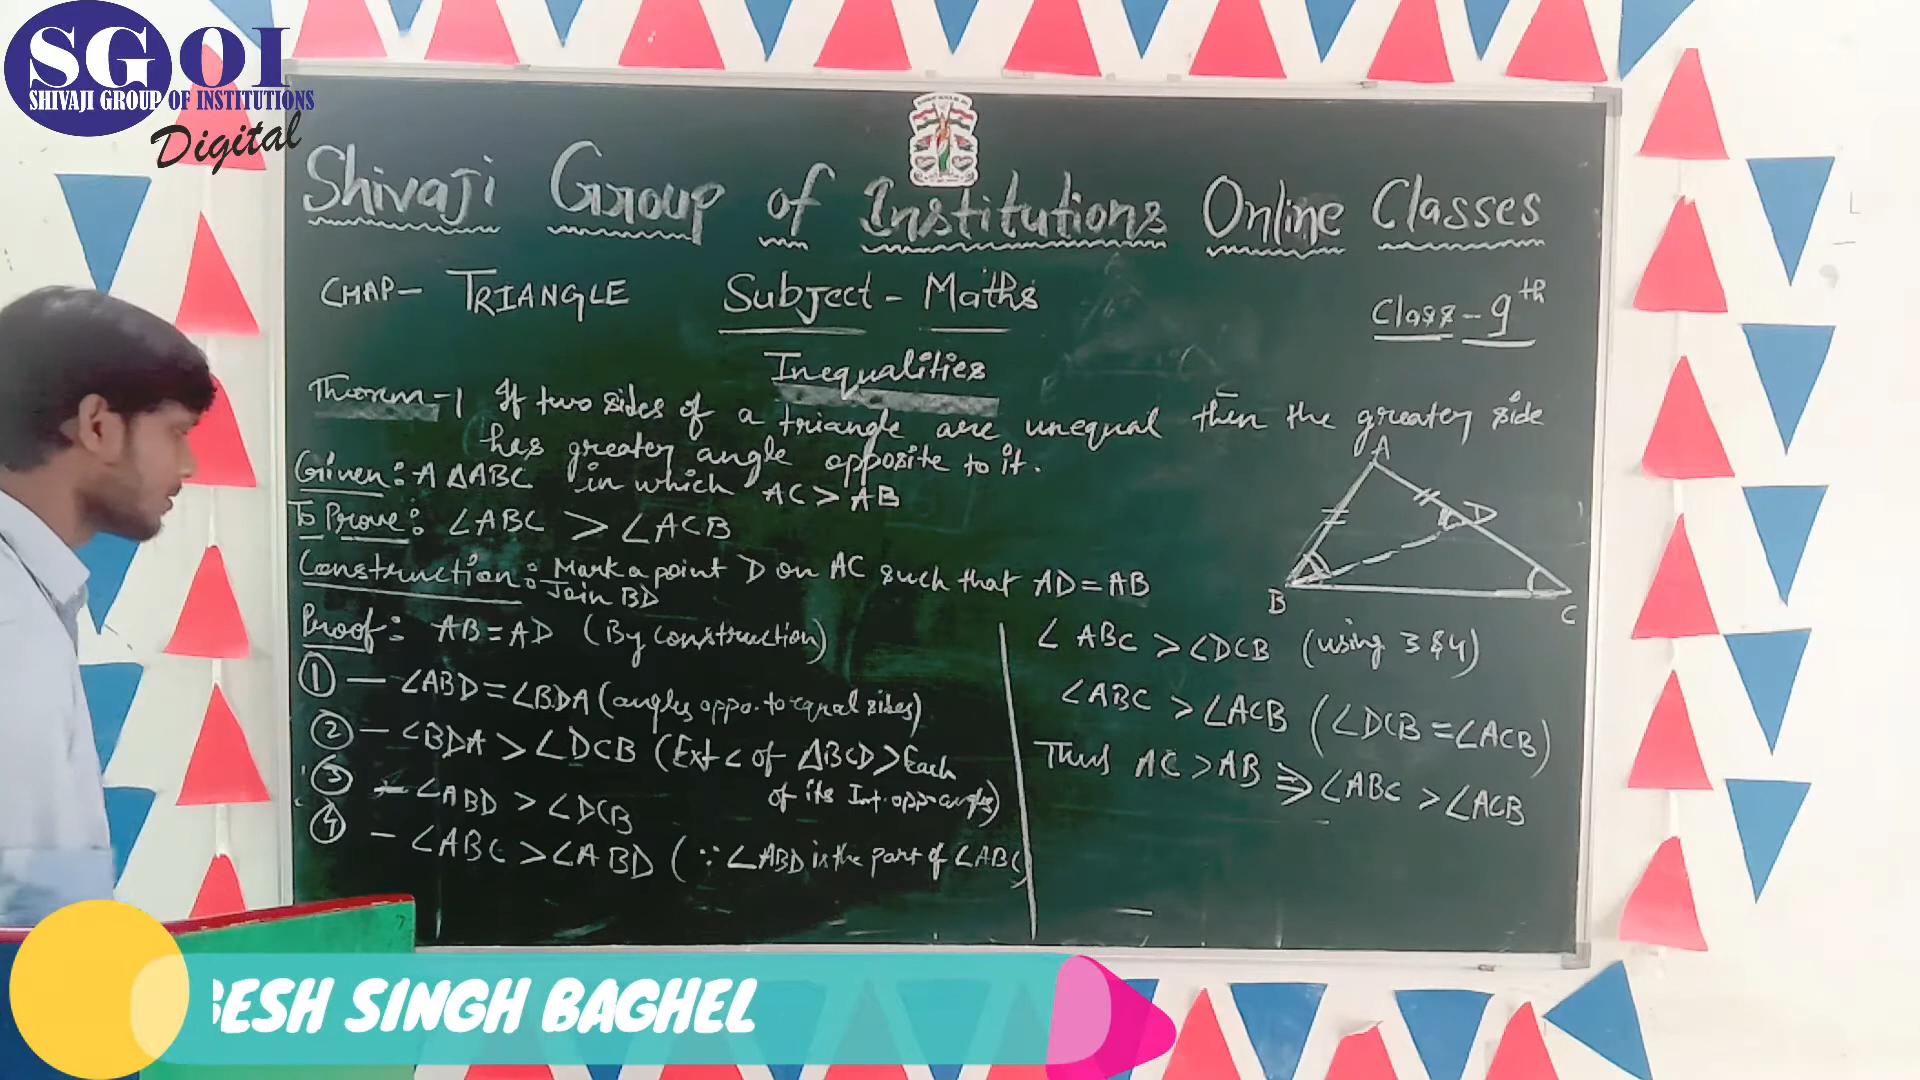 SGOI
SHIVAJI GROUP OF INSTITUTIONS
Digital
Shivaji Group of Institutions Online Classes
CHAP- TRIANGLE Subject - Maths Class - 9th
Inequalities
Theorem-1 If two sides of a triangle are unequal then the greater side
has greater angle opposite to it.
Given: A ΔABC in which AC > AB
To Prove: ∠ABC > ∠ACB
Construction: Mark a point D on AC such that AD = AB
Join BD
Proof: AB = AD (By construction)
① - ∠ABD = ∠BDA (angles oppo. to equal sides)
② - ∠BDA > ∠DCB (Ext ∠ of ΔBCD > Each
of its Int. opp angles)
③ - ∠ABD > ∠DCB
④ - ∠ABC > ∠ABD (∵ ∠ABD is the part of ∠ABC)
∠ABC > ∠DCB (using 3 & 4)
∠ABC > ∠ACB (∠DCB = ∠ACB)
Thus AC > AB ⇒ ∠ABC > ∠ACB
A
D
B
C
BESH SINGH BAGHEL